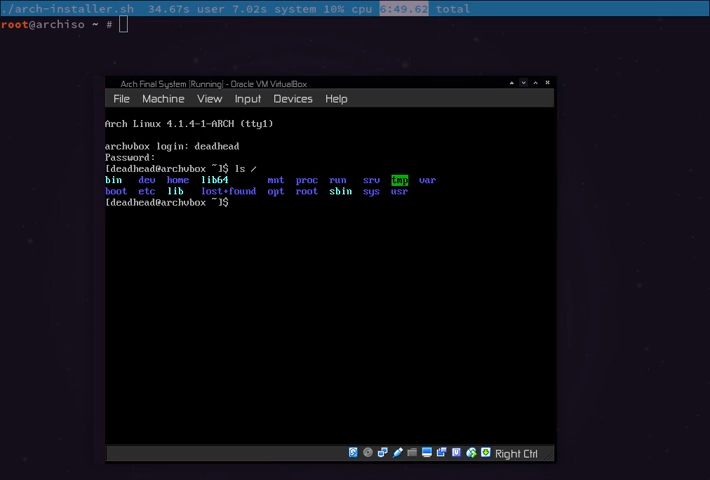 ./arch-installer.sh  34.67s user 7.02s system 10% cpu 6:49.62 total
root@archiso ~ #
Arch Final System [Running] - Oracle VM VirtualBox
File Machine View Input Devices Help
Arch Linux 4.1.4-1-ARCH (tty1)
archvbox login: deadhead
Password:
[deadhead@archvbox ~]$ ls /
bin dev home lib64 mnt proc run srv tmp var
boot etc lib lost+found opt root sbin sys usr
[deadhead@archvbox ~]$
Right Ctrl